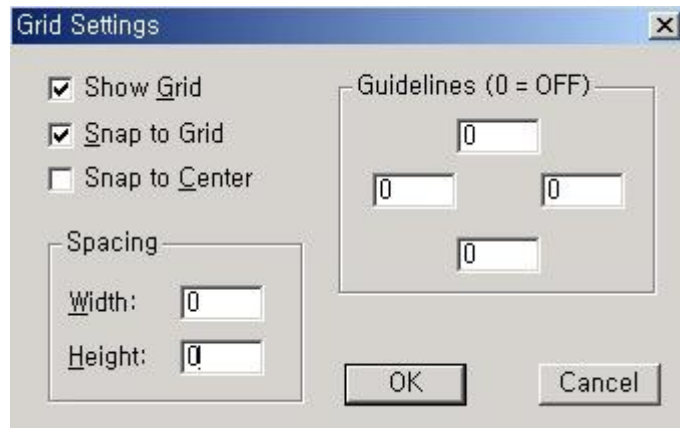 Grid Settings
Show Grid
Snap to Grid
Snap to Center
Spacing
Width: 0
Height: 0
Guidelines (0 = OFF)
0
0 0
0
OK Cancel